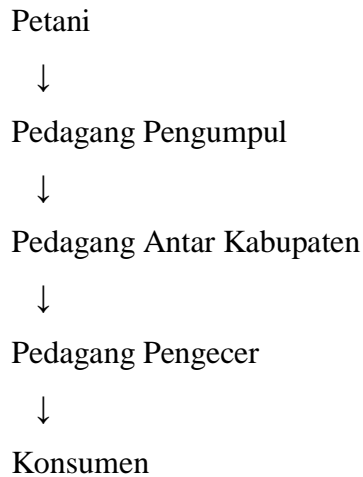 Petani
↓
Pedagang Pengumpul
↓
Pedagang Antar Kabupaten
↓
Pedagang Pengecer
↓
Konsumen